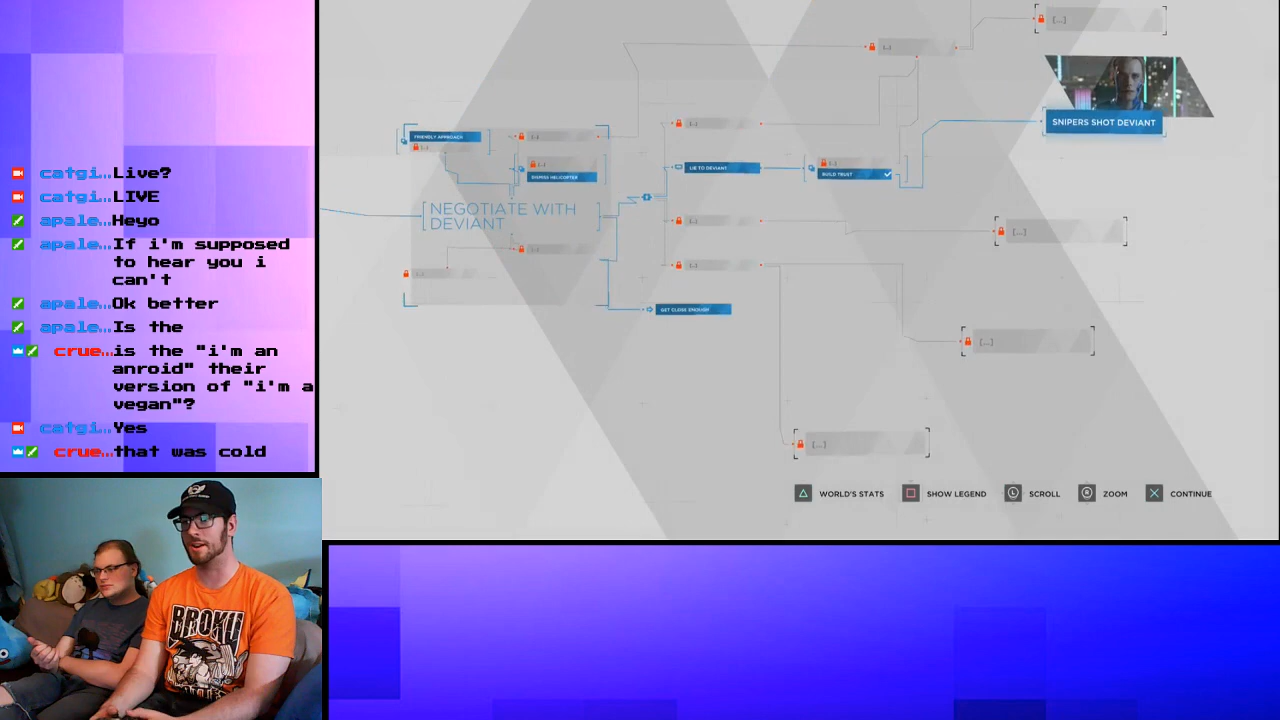 catgi...Live?
catgi...LIVE
apale...Heyo
apale...If i'm supposed
to hear you i
can't
apale...Ok better
apale...Is the
crue...is the "i'm an
anroid" their
version of "i'm a
vegan"?
catgi...Yes
crue...that was cold
[...]
[...]
SNIPERS SHOT DEVIANT
FRIENDLY APPROACH
[...]
[...]
[...]
DISMISS HELICOPTER
NEGOTIATE WITH
DEVIANT
[...]
[...]
[...]
LIE TO DEVIANT
[...]
BUILD TRUST
[...]
[...]
[...]
GET CLOSE ENOUGH
[...]
[...]
WORLD'S STATS
SHOW LEGEND
L SCROLL
R ZOOM
CONTINUE
BROKU